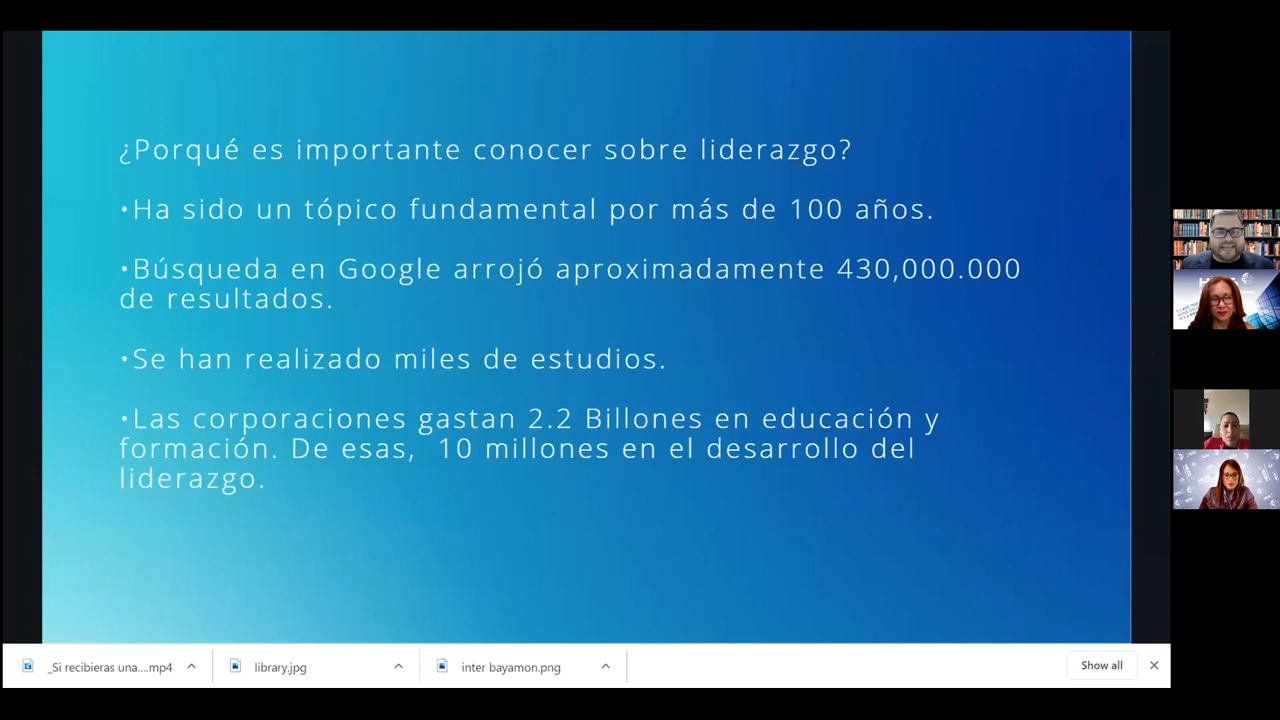 ¿Porqué es importante conocer sobre liderazgo?
•Ha sido un tópico fundamental por más de 100 años.
•Búsqueda en Google arrojó aproximadamente 430,000.000
de resultados.
•Se han realizado miles de estudios.
•Las corporaciones gastan 2.2 Billones en educación y
formación. De esas,  10 millones en el desarrollo del
liderazgo.
_Si recibieras una....mp4
library.jpg
inter bayamon.png
Show all